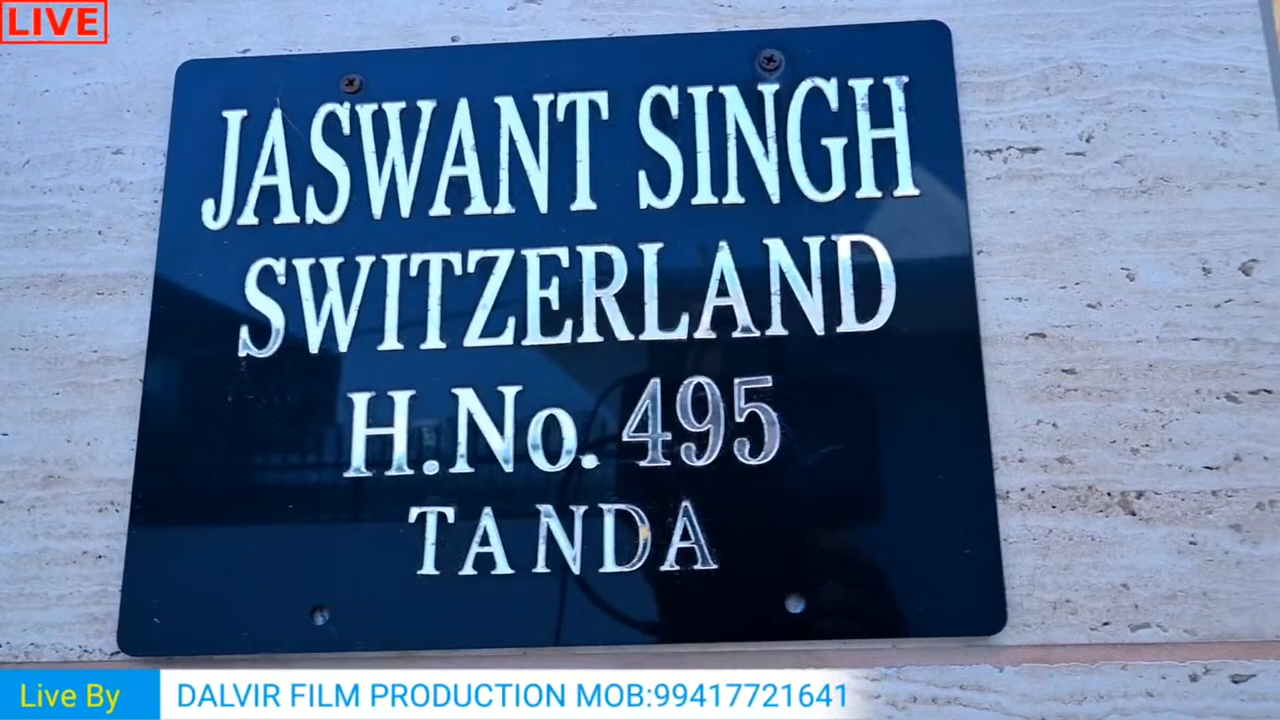 LIVE
JASWANT SINGH
SWITZERLAND
H.No. 495
TANDA
Live By DALVIR FILM PRODUCTION MOB:99417721641